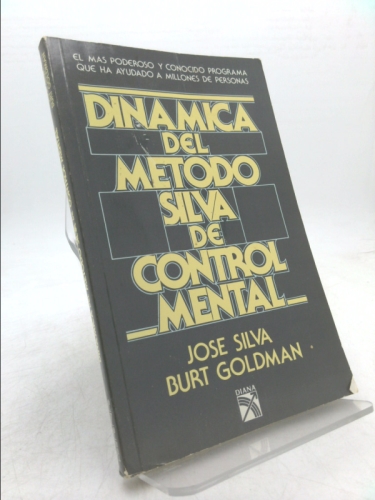 EL MAS PODEROSO Y CONOCIDO PROGRAMA
QUE HA AYUDADO A MILLONES DE PERSONAS
DINAMICA
DEL
METODO
SILVA
DE
CONTROL
MENTAL
JOSE SILVA
BURT GOLDMAN
DIANA